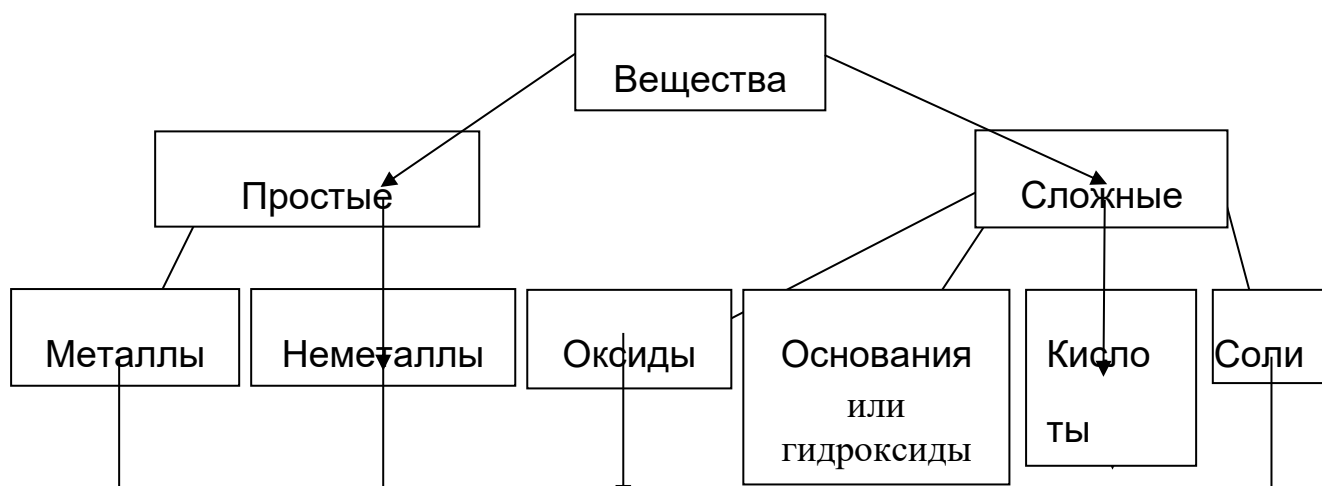 Вещества
Простые
Сложные
Металлы
Неметаллы
Оксиды
Основания
или
гидроксиды
Кисло
ты
Соли